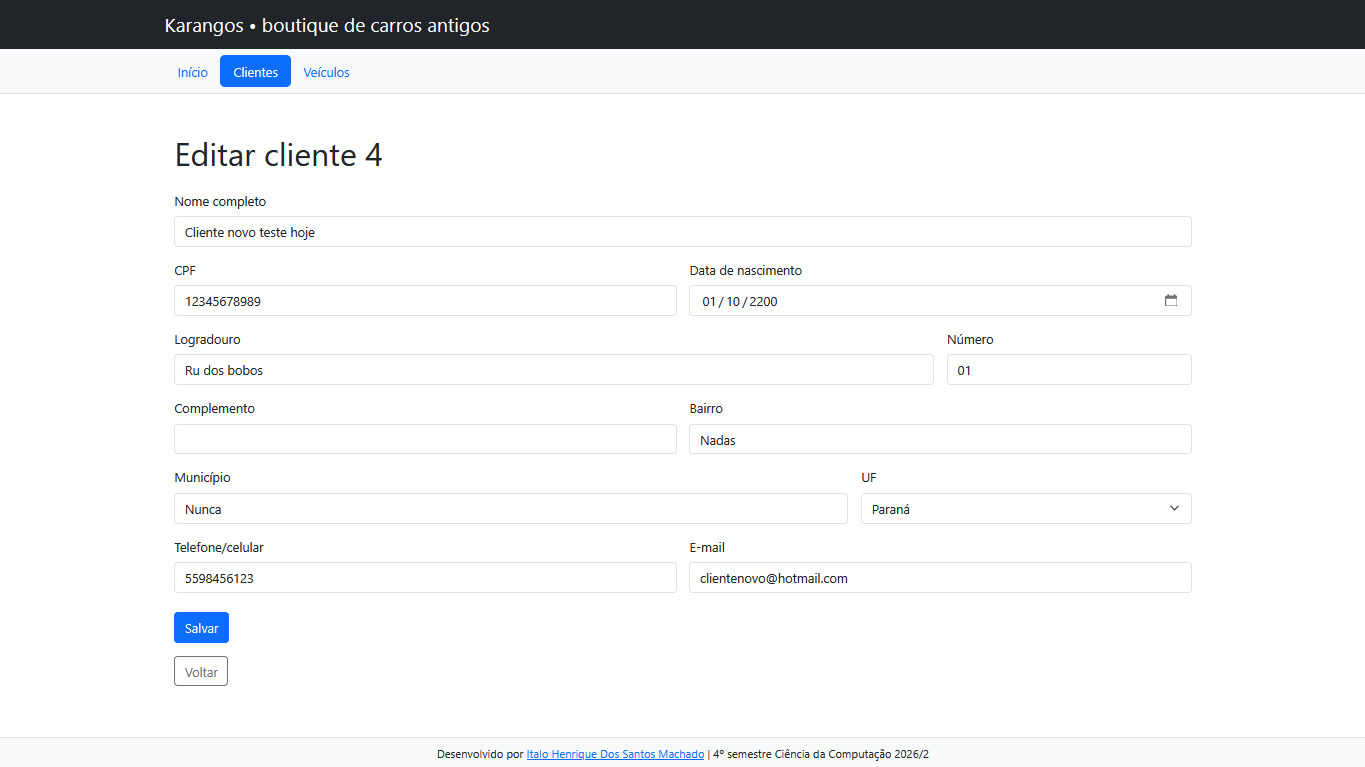 Karangos • boutique de carros antigos
Início Clientes Veículos
Editar cliente 4
Nome completo
Cliente novo teste hoje
CPF Data de nascimento
12345678989 01/10/2200
Logradouro Número
Ru dos bobos 01
Complemento Bairro
Nadas
Município UF
Nunca Paraná
Telefone/celular E-mail
5598456123 clientenovo@hotmail.com
Salvar
Voltar
Desenvolvido por Italo Henrique Dos Santos Machado | 4º semestre Ciência da Computação 2026/2